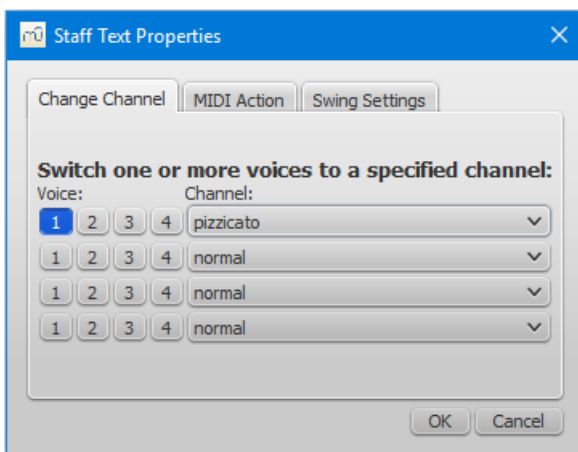 mu Staff Text Properties
Change Channel MIDI Action Swing Settings
Switch one or more voices to a specified channel:
Voice: Channel:
1 2 3 4 pizzicato
1 2 3 4 normal
1 2 3 4 normal
1 2 3 4 normal
OK Cancel